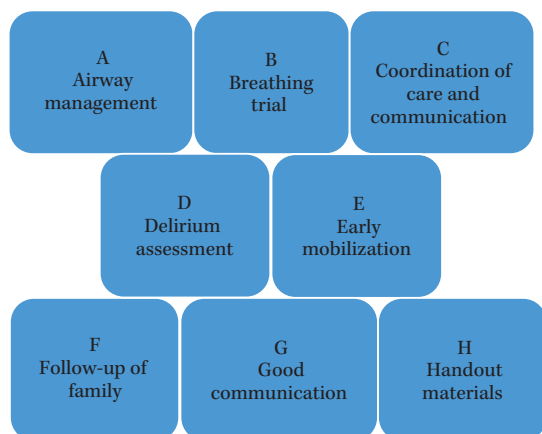 A
Airway
management
B
Breathing
trial
C
Coordination of
care and
communication
D
Delirium
assessment
E
Early
mobilization
F
Follow-up of
family
G
Good
communication
H
Handout
materials